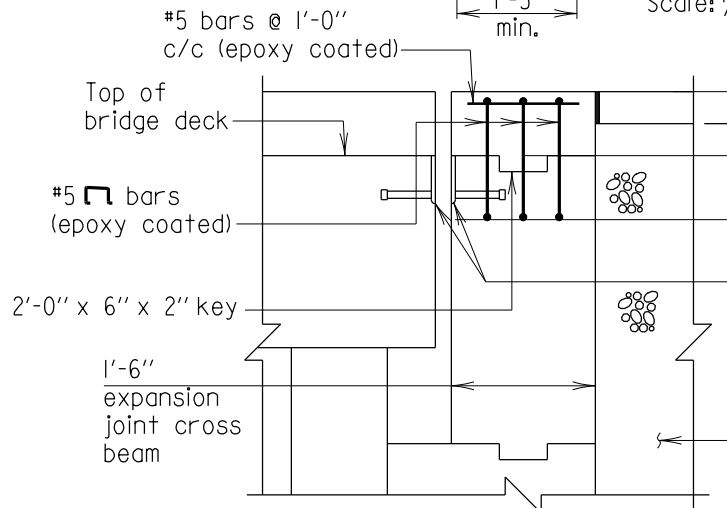 #5 bars @ 1'-0"
c/c (epoxy coated)
min.
Scale:
Top of
bridge deck
#5 bars
(epoxy coated)
2'-0" x 6" x 2" key
1'-6"
expansion
joint cross
beam